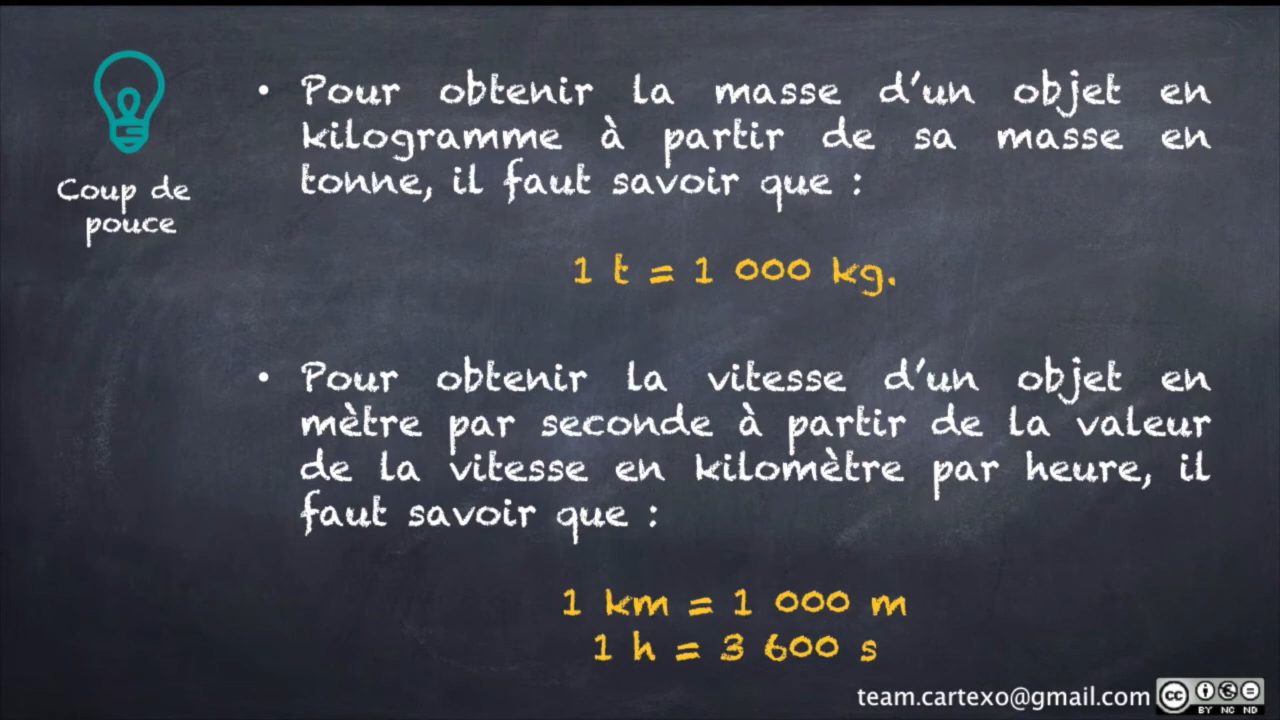 Coup de
pouce
• Pour obtenir la masse d'un objet en
kilogramme à partir de sa masse en
tonne, il faut savoir que :
1 t = 1 000 kg.
• Pour obtenir la vitesse d'un objet en
mètre par seconde à partir de la valeur
de la vitesse en kilomètre par heure, il
faut savoir que :
1 km = 1 000 m
1 h = 3 600 s
team.cartexo@gmail.com
cc BY NC ND